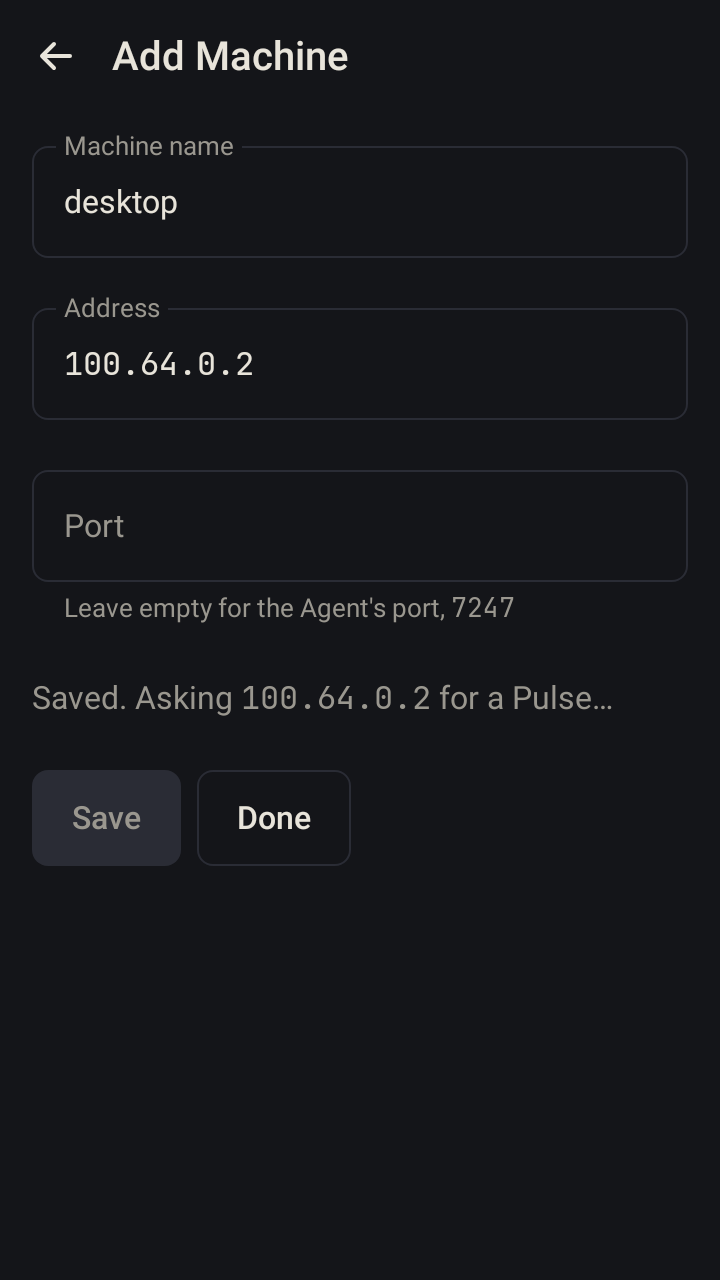 Add Machine
Machine name
desktop
Address
100.64.0.2
Port
Leave empty for the Agent's port, 7247
Saved. Asking 100.64.0.2 for a Pulse…
Save
Done